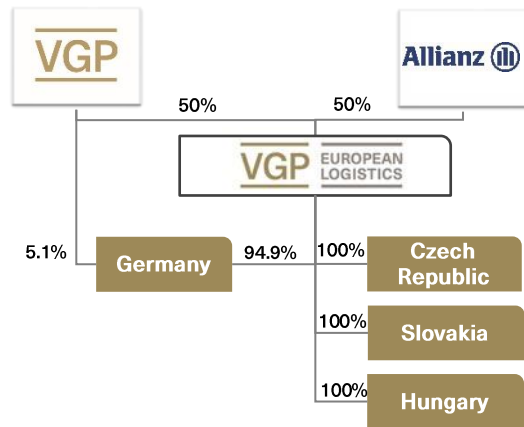 VGP
Allianz
50%
50%
VGP EUROPEAN
LOGISTICS
5.1%
Germany
94.9%
100%
Czech
Republic
100%
Slovakia
100%
Hungary